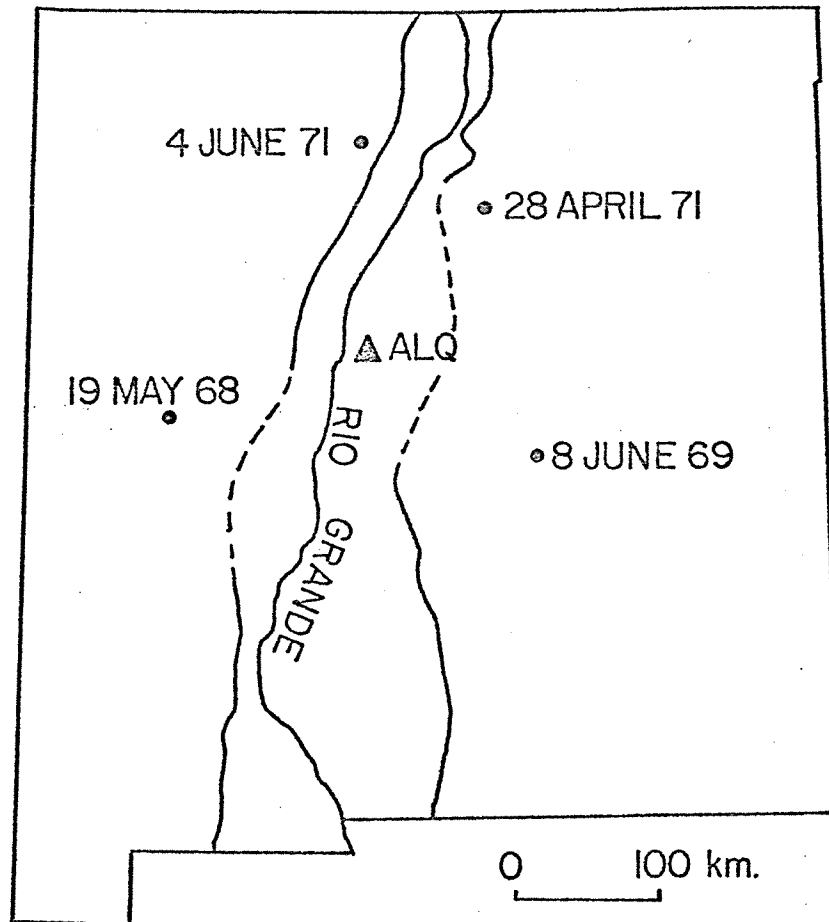 4 JUNE 71
28 APRIL 71
ALQ
19 MAY 68
RIO GRANDE
8 JUNE 69
0 100 km.